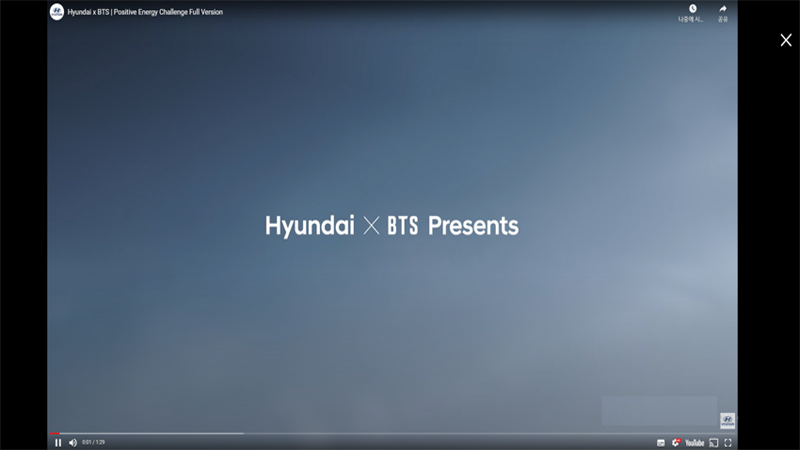 Hyundai x BTS | Positive Energy Challenge Full Version
나중에 시...
공유
Hyundai X BTS Presents
0:01 / 1:29
YouTube